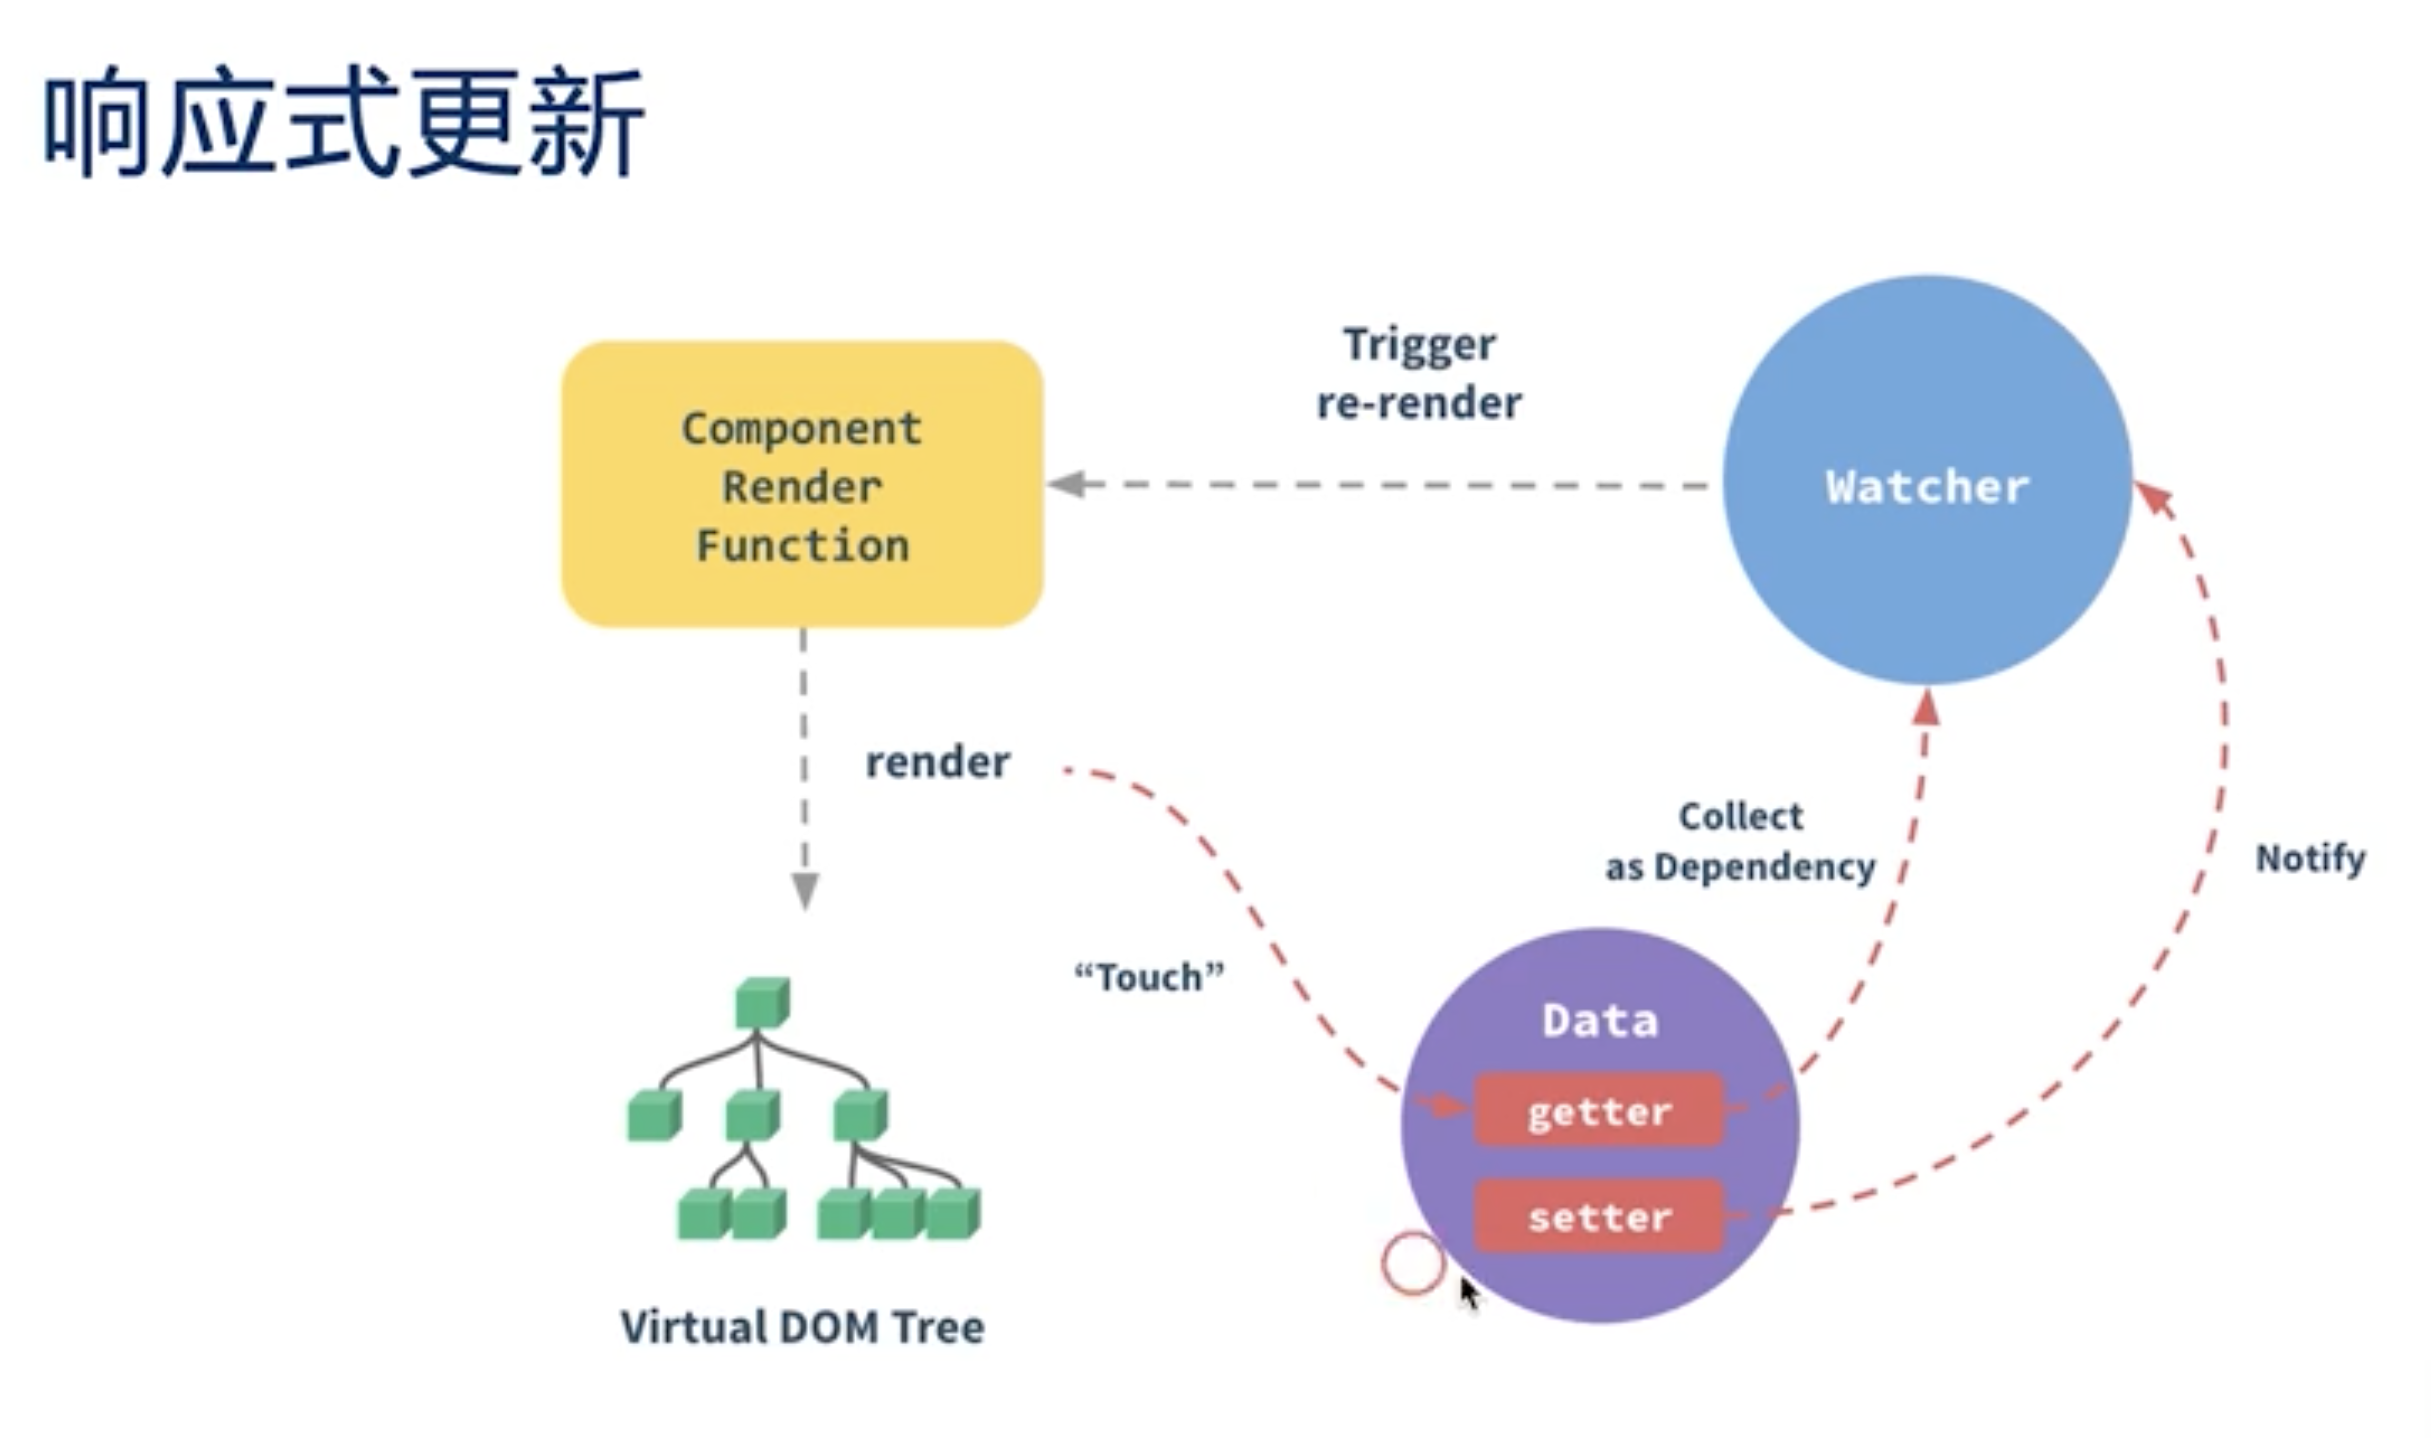 响应式更新
Trigger
re-render
Component
Render
Function
Watcher
render
Collect
as Dependency
Notify
“Touch”
Data
getter
setter
Virtual DOM Tree